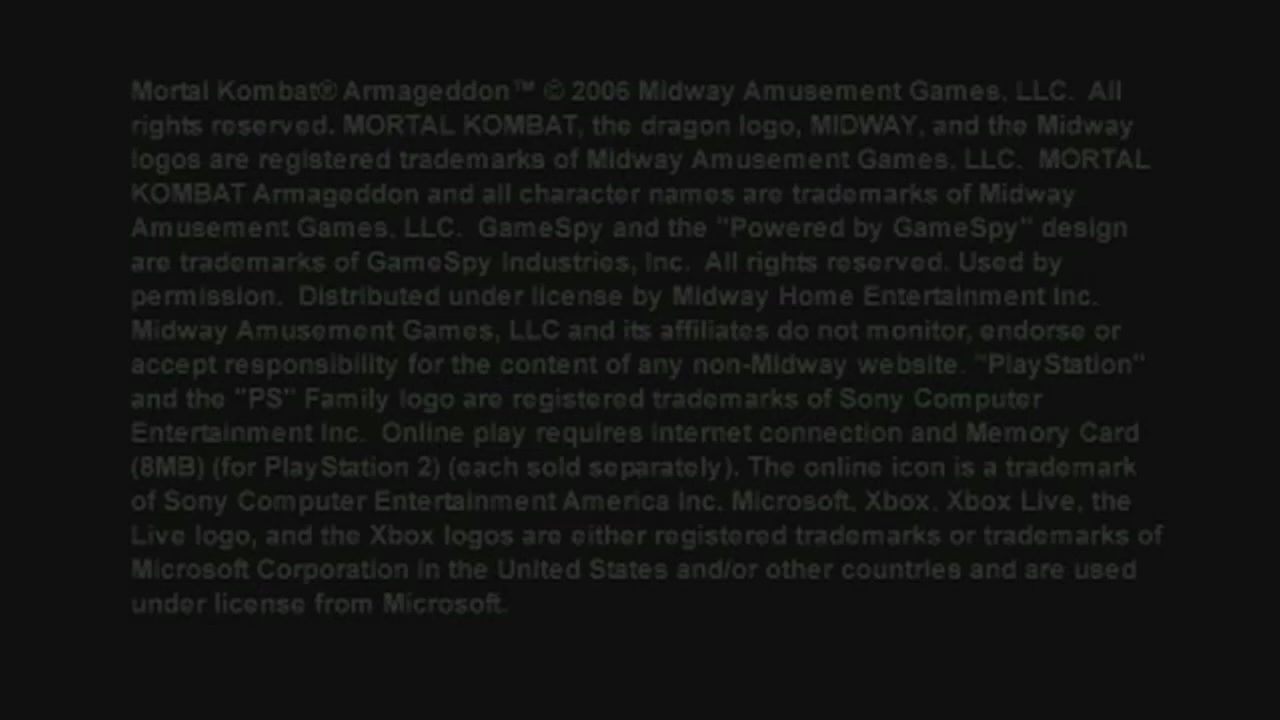 Mortal Kombat® Armageddon™ © 2006 Midway Amusement Games, LLC.  All
rights reserved. MORTAL KOMBAT, the dragon logo, MIDWAY, and the Midway
logos are registered trademarks of Midway Amusement Games, LLC.  MORTAL
KOMBAT Armageddon and all character names are trademarks of Midway
Amusement Games, LLC.  GameSpy and the "Powered by GameSpy" design
are trademarks of GameSpy Industries, Inc.  All rights reserved. Used by
permission.  Distributed under license by Midway Home Entertainment Inc.
Midway Amusement Games, LLC and its affiliates do not monitor, endorse or
accept responsibility for the content of any non-Midway website. "PlayStation"
and the "PS" Family logo are registered trademarks of Sony Computer
Entertainment Inc.  Online play requires internet connection and Memory Card
(8MB) (for PlayStation 2) (each sold separately). The online icon is a trademark
of Sony Computer Entertainment America Inc. Microsoft, Xbox, Xbox Live, the
Live logo, and the Xbox logos are either registered trademarks or trademarks of
Microsoft Corporation in the United States and/or other countries and are used
under license from Microsoft.